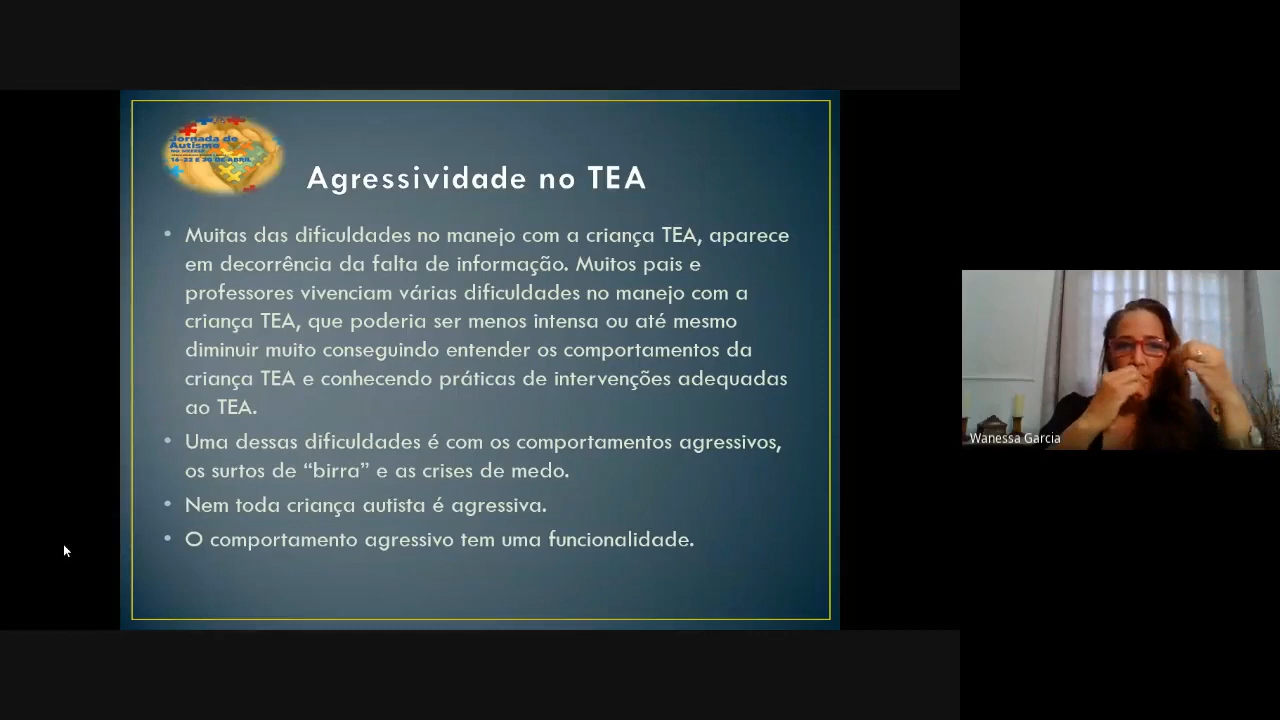 Jornada de
Autismo
14-22 E 30 DE ABRIL
Agressividade no TEA
• Muitas das dificuldades no manejo com a criança TEA, aparece
em decorrência da falta de informação. Muitos pais e
professores vivenciam várias dificuldades no manejo com a
criança TEA, que poderia ser menos intensa ou até mesmo
diminuir muito conseguindo entender os comportamentos da
criança TEA e conhecendo práticas de intervenções adequadas
ao TEA.
• Uma dessas dificuldades é com os comportamentos agressivos,
os surtos de “birra” e as crises de medo.
• Nem toda criança autista é agressiva.
• O comportamento agressivo tem uma funcionalidade.
Wanessa Garcia